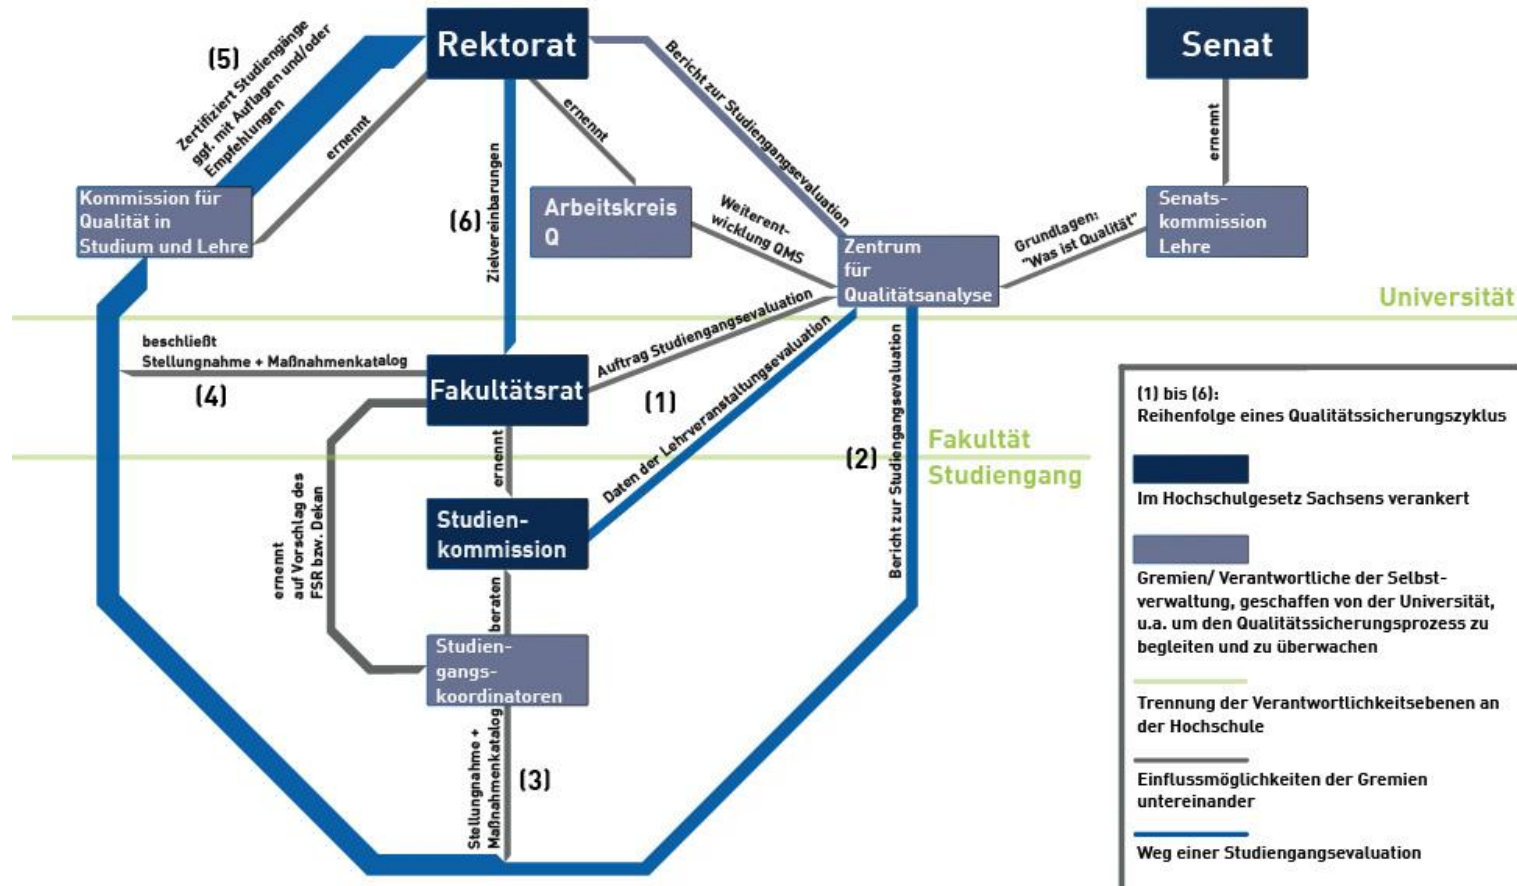 Rektorat
Senat
(5)
Zertifiziert Studiengänge
ggf. mit Auflagen und/oder
Empfehlungen
ernennt
ernennt
Bericht zur Studiengangsevaluation
ernennt
Kommission für
Qualität in
Studium und Lehre
(6)
Zielvereinbarungen
Arbeitskreis
Q
Weiterent-
wicklung QMS
Zentrum
für
Qualitätsanalyse
Grundlagen:
"Was ist Qualität"
Senats-
kommission
Lehre
Universität
beschließt
Stellungnahme + Maßnahmenkatalog
(4)
Fakultätsrat
Auftrag Studiengangsevaluation
(1)
Daten der Lehrveranstaltungsevaluation
(2)
Bericht zur Studiengangsevaluation
Fakultät
Studiengang
ernennt
Studien-
kommission
ernennt
auf Vorschlag des
FSR bzw. Dekan
beraten
Studien-
gangs-
koordinatoren
Stellungnahme +
Maßnahmenkatalog
(3)
(1) bis (6):
Reihenfolge eines Qualitätssicherungszyklus
Im Hochschulgesetz Sachsens verankert
Gremien/ Verantwortliche der Selbst-
verwaltung, geschaffen von der Universität,
u.a. um den Qualitätssicherungsprozess zu
begleiten und zu überwachen
Trennung der Verantwortlichkeitsebenen an
der Hochschule
Einflussmöglichkeiten der Gremien
untereinander
Weg einer Studiengangsevaluation